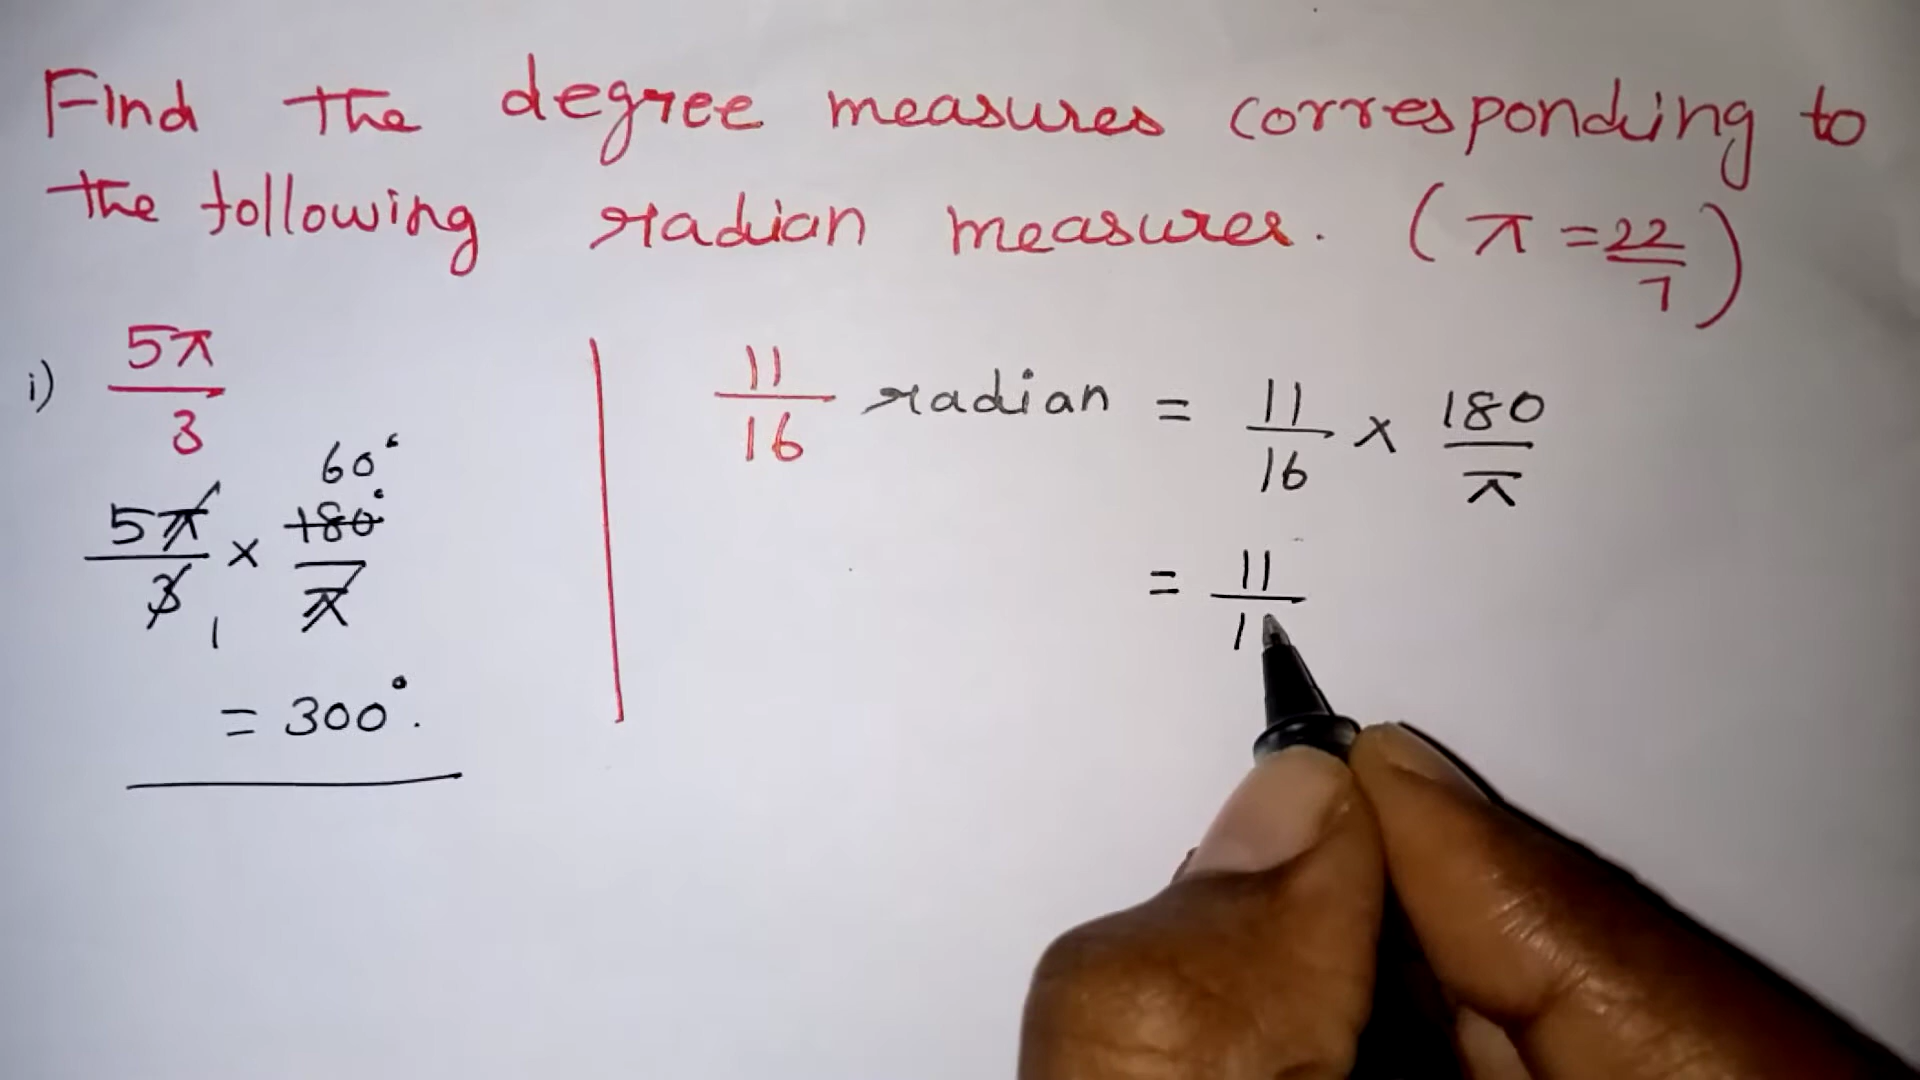 Find the degree measures corresponding to
the following radian measures. (π = 22/7)
i) 5π/3
5π/3 × 180°/π
60°
1
= 300°.
11/16 radian = 11/16 × 180/π
= 11/1